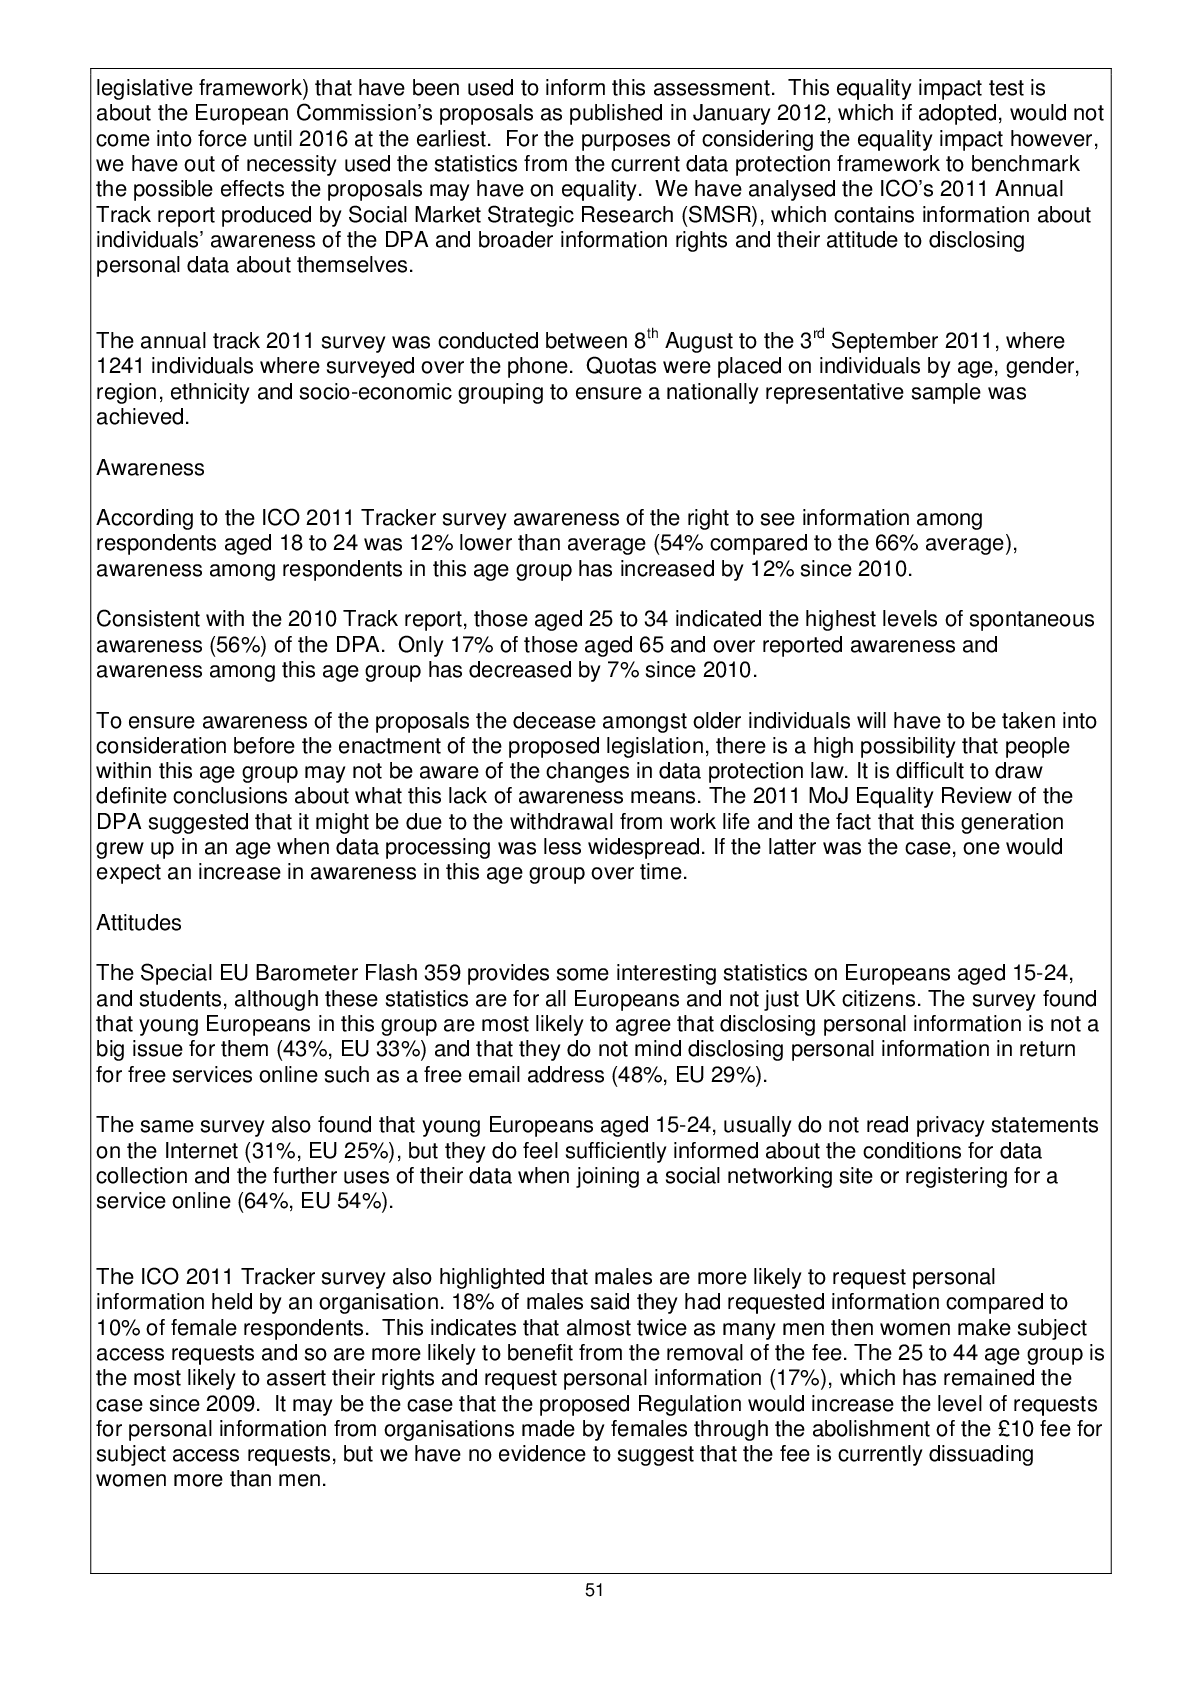 legislative framework) that have been used to inform this assessment.  This equality impact test is
about the European Commission’s proposals as published in January 2012, which if adopted, would not
come into force until 2016 at the earliest.  For the purposes of considering the equality impact however,
we have out of necessity used the statistics from the current data protection framework to benchmark
the possible effects the proposals may have on equality.  We have analysed the ICO’s 2011 Annual
Track report produced by Social Market Strategic Research (SMSR), which contains information about
individuals’ awareness of the DPA and broader information rights and their attitude to disclosing
personal data about themselves.
The annual track 2011 survey was conducted between 8th August to the 3rd September 2011, where
1241 individuals where surveyed over the phone.  Quotas were placed on individuals by age, gender,
region, ethnicity and socio-economic grouping to ensure a nationally representative sample was
achieved.
Awareness
According to the ICO 2011 Tracker survey awareness of the right to see information among
respondents aged 18 to 24 was 12% lower than average (54% compared to the 66% average),
awareness among respondents in this age group has increased by 12% since 2010.
Consistent with the 2010 Track report, those aged 25 to 34 indicated the highest levels of spontaneous
awareness (56%) of the DPA.  Only 17% of those aged 65 and over reported awareness and
awareness among this age group has decreased by 7% since 2010.
To ensure awareness of the proposals the decease amongst older individuals will have to be taken into
consideration before the enactment of the proposed legislation, there is a high possibility that people
within this age group may not be aware of the changes in data protection law. It is difficult to draw
definite conclusions about what this lack of awareness means. The 2011 MoJ Equality Review of the
DPA suggested that it might be due to the withdrawal from work life and the fact that this generation
grew up in an age when data processing was less widespread. If the latter was the case, one would
expect an increase in awareness in this age group over time.
Attitudes
The Special EU Barometer Flash 359 provides some interesting statistics on Europeans aged 15-24,
and students, although these statistics are for all Europeans and not just UK citizens. The survey found
that young Europeans in this group are most likely to agree that disclosing personal information is not a
big issue for them (43%, EU 33%) and that they do not mind disclosing personal information in return
for free services online such as a free email address (48%, EU 29%).
The same survey also found that young Europeans aged 15-24, usually do not read privacy statements
on the Internet (31%, EU 25%), but they do feel sufficiently informed about the conditions for data
collection and the further uses of their data when joining a social networking site or registering for a
service online (64%, EU 54%).
The ICO 2011 Tracker survey also highlighted that males are more likely to request personal
information held by an organisation. 18% of males said they had requested information compared to
10% of female respondents.  This indicates that almost twice as many men then women make subject
access requests and so are more likely to benefit from the removal of the fee. The 25 to 44 age group is
the most likely to assert their rights and request personal information (17%), which has remained the
case since 2009.  It may be the case that the proposed Regulation would increase the level of requests
for personal information from organisations made by females through the abolishment of the £10 fee for
subject access requests, but we have no evidence to suggest that the fee is currently dissuading
women more than men.
51